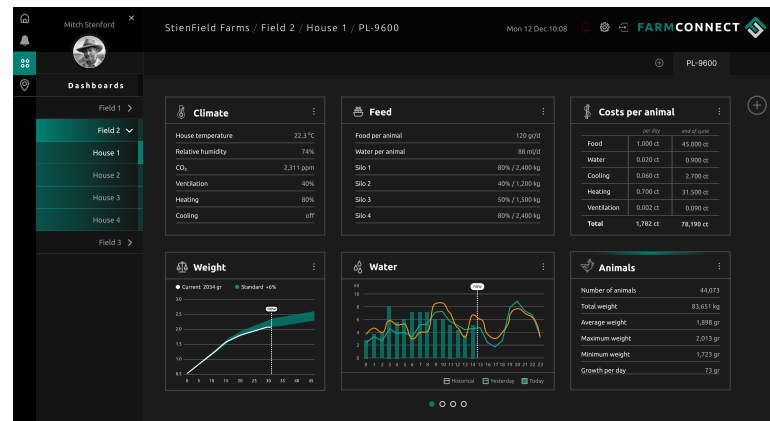 Mitch Stenford
×
StienField Farms / Field 2 / House 1 / PL-9600
Mon 12 Dec 10:08
FARMCONNECT
PL-9600
Dashboards
Field 1
Field 2
House 1
House 2
House 3
House 4
Field 3
Climate
House temperature 22.3 °C
Relative humidity 74%
CO₂ 2,311 ppm
Ventilation 40%
Heating 80%
Cooling off
Feed
Food per animal 120 gr/d
Water per animal 88 ml/d
Silo 1 80% / 2,400 kg
Silo 2 40% / 1,200 kg
Silo 3 50% / 1,500 kg
Silo 4 80% / 2,400 kg
Costs per animal
per day end of cycle
Food 1.000 ct 45.000 ct
Water 0.020 ct 0.900 ct
Cooling 0.060 ct 2.700 ct
Heating 0.700 ct 31.500 ct
Ventilation 0.002 ct 0.090 ct
Total 1,782 ct 78,190 ct
Weight
Current 2034 gr Standard +6%
now
3.0
2.5
2.0
1.5
1.0
0.5
0 5 10 15 20 25 30 35 40 45
Water
ml
now
10
8
6
4
2
0
0 1 2 3 4 5 6 7 8 9 10 11 12 13 14 15 16 17 18 19 20 21 22 23
Historical Yesterday Today
Animals
Number of animals 44,073
Total weight 83,651 kg
Average weight 1,898 gr
Maximum weight 2,013 gr
Minimum weight 1,723 gr
Growth per day 73 gr